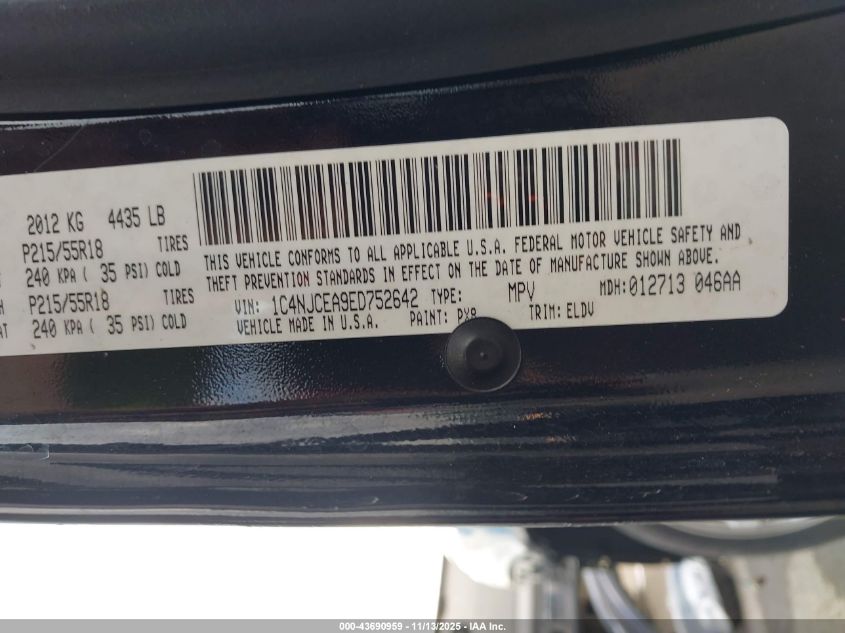 2012 KG 4435 LB
P215/55R18 TIRES
240 KPA ( 35 PSI) COLD
P215/55R18 TIRES
240 KPA ( 35 PSI) COLD
THIS VEHICLE CONFORMS TO ALL APPLICABLE U.S.A. FEDERAL MOTOR VEHICLE SAFETY AND
THEFT PREVENTION STANDARDS IN EFFECT ON THE DATE OF MANUFACTURE SHOWN ABOVE.
VIN: 1C4NJCEA9ED752642 TYPE: MPV MDH: 012713 046AA
VEHICLE MADE IN U.S.A. PAINT: PX8 TRIM: ELDV
000-43690959 - 11/13/2025 - IAA Inc.